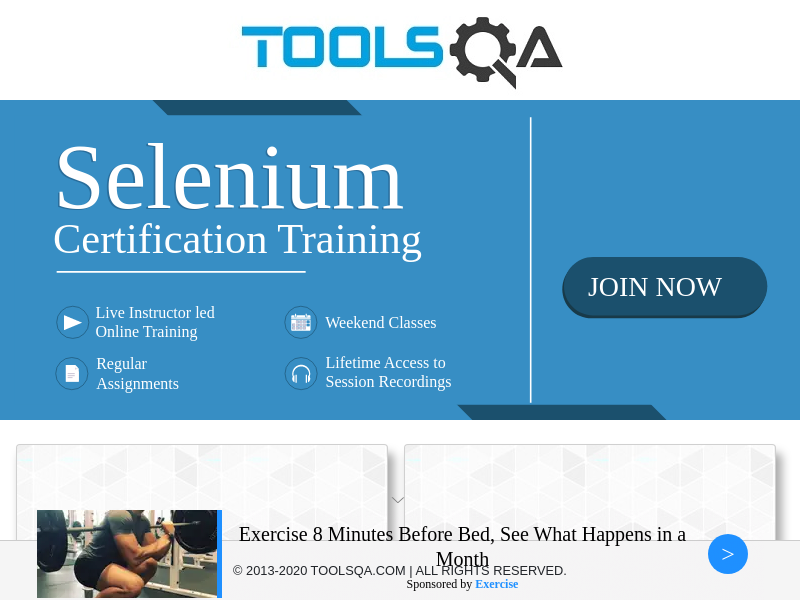 TOOLSQA
Selenium
Certification Training
JOIN NOW
Live Instructor led
Online Training
Weekend Classes
Regular
Assignments
Lifetime Access to
Session Recordings
Exercise 8 Minutes Before Bed, See What Happens in a
Month
>
© 2013-2020 TOOLSQA.COM | ALL RIGHTS RESERVED.
Sponsored by Exercise